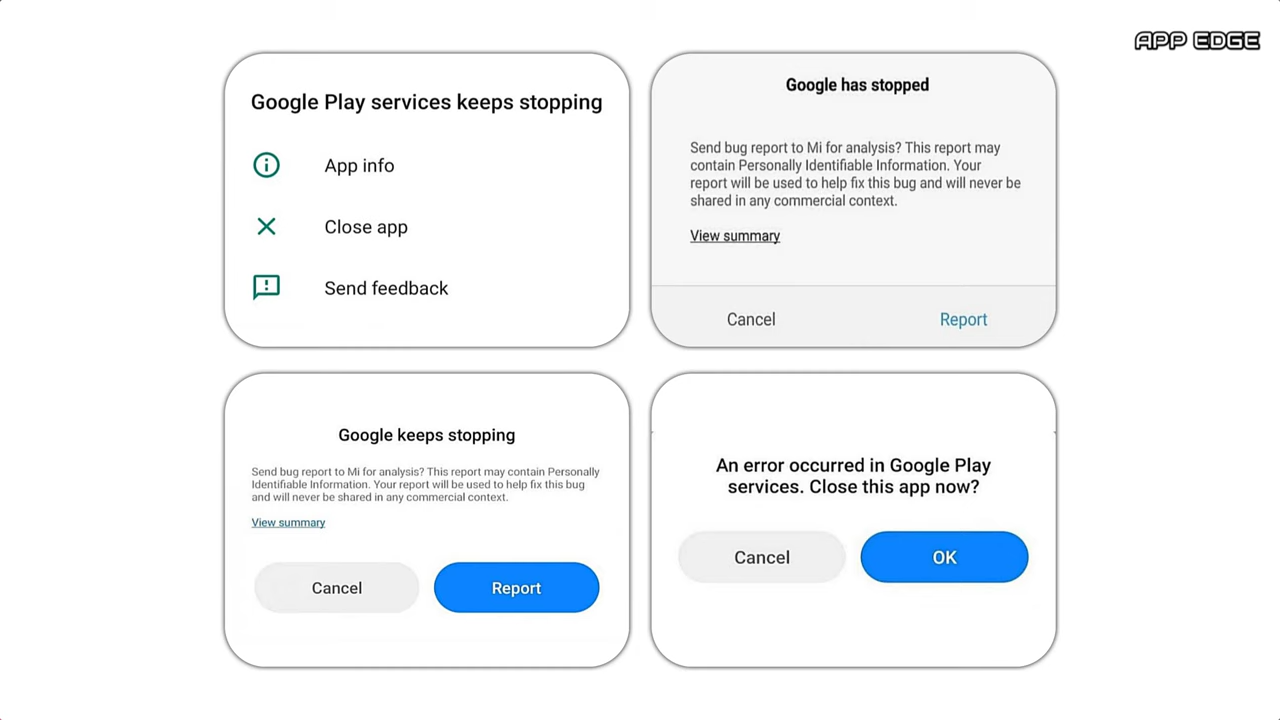 APP EDGE
Google Play services keeps stopping
App info
Close app
Send feedback
Google has stopped
Send bug report to Mi for analysis? This report may
contain Personally Identifiable Information. Your
report will be used to help fix this bug and will never be
shared in any commercial context.
View summary
Cancel
Report
Google keeps stopping
Send bug report to Mi for analysis? This report may contain Personally
Identifiable Information. Your report will be used to help fix this bug
and will never be shared in any commercial context.
View summary
Cancel
Report
An error occurred in Google Play
services. Close this app now?
Cancel
OK